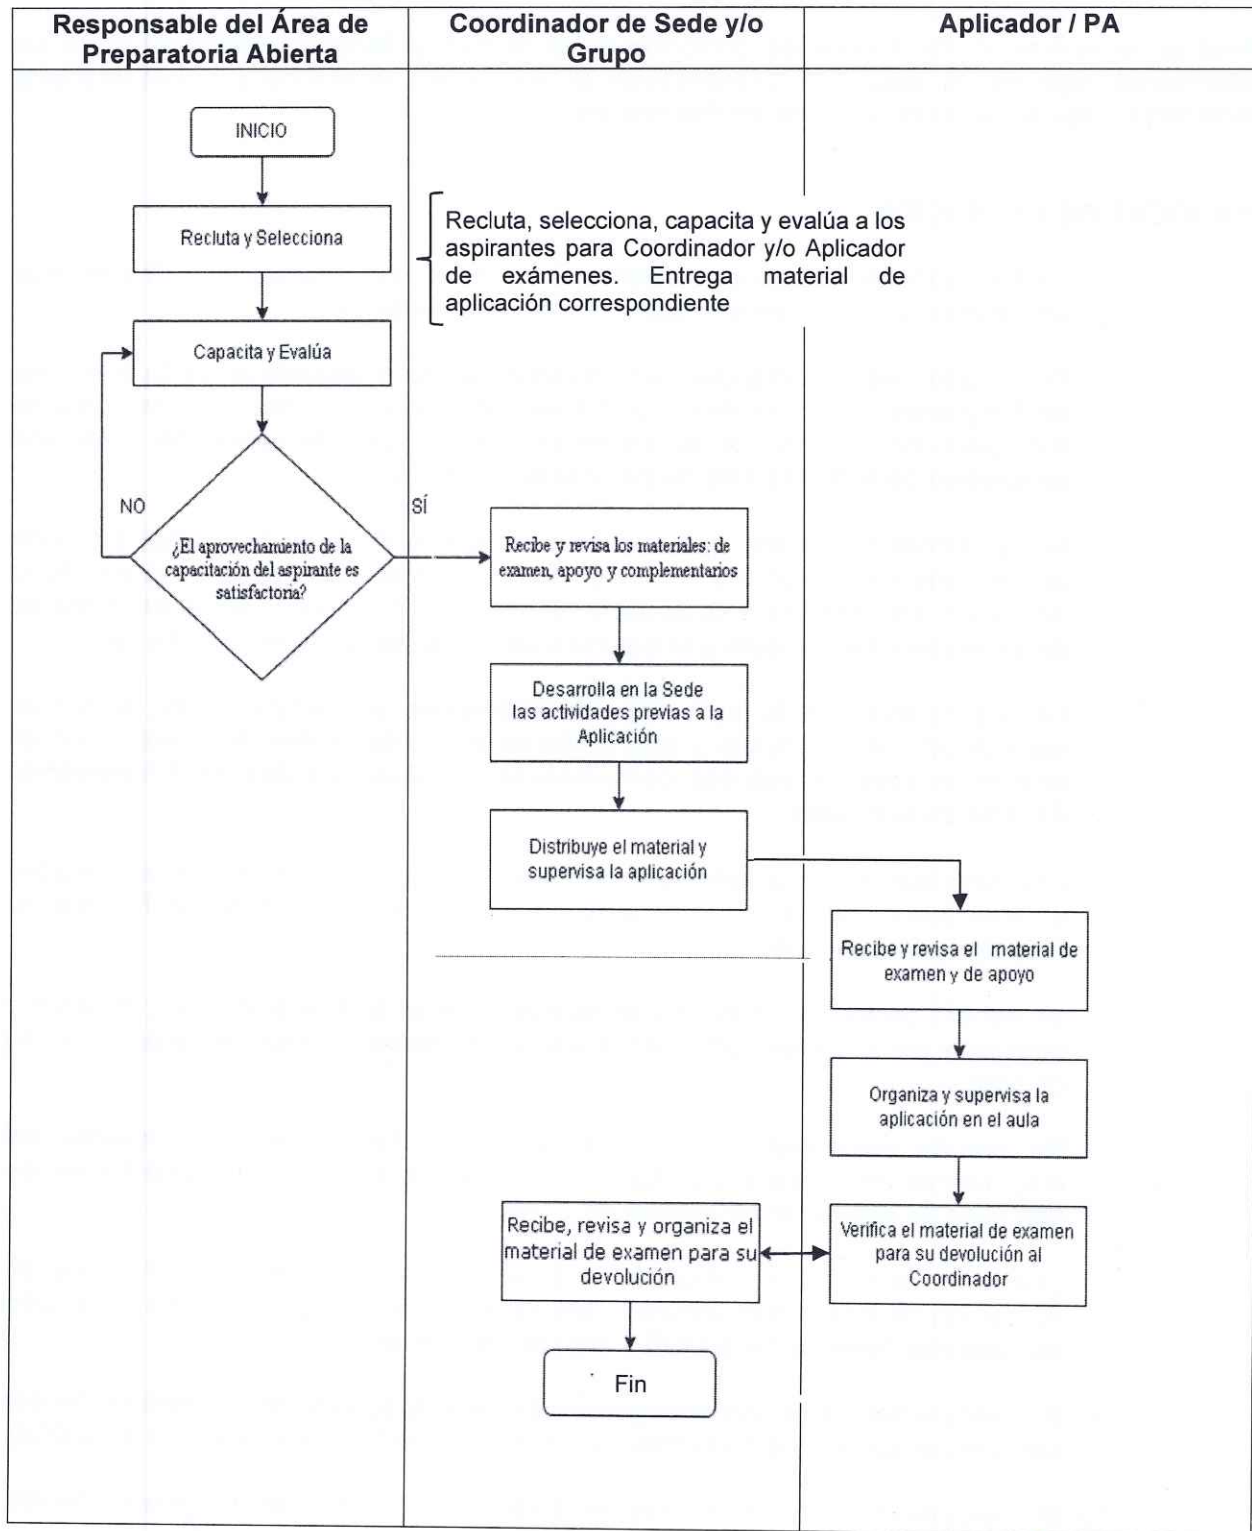 Responsable del Área de
Preparatoria Abierta
Coordinador de Sede y/o
Grupo
Aplicador / PA
INICIO
Recluta y Selecciona
Recluta, selecciona, capacita y evalúa a los
aspirantes para Coordinador y/o Aplicador
de exámenes. Entrega material de
aplicación correspondiente
Capacita y Evalúa
NO
SÍ
¿El aprovechamiento de la
capacitación del aspirante es
satisfactoria?
Recibe y revisa los materiales: de
examen, apoyo y complementarios
Desarrolla en la Sede
las actividades previas a la
Aplicación
Distribuye el material y
supervisa la aplicación
Recibe y revisa el material de
examen y de apoyo
Organiza y supervisa la
aplicación en el aula
Verifica el material de examen
para su devolución al
Coordinador
Recibe, revisa y organiza el
material de examen para su
devolución
Fin